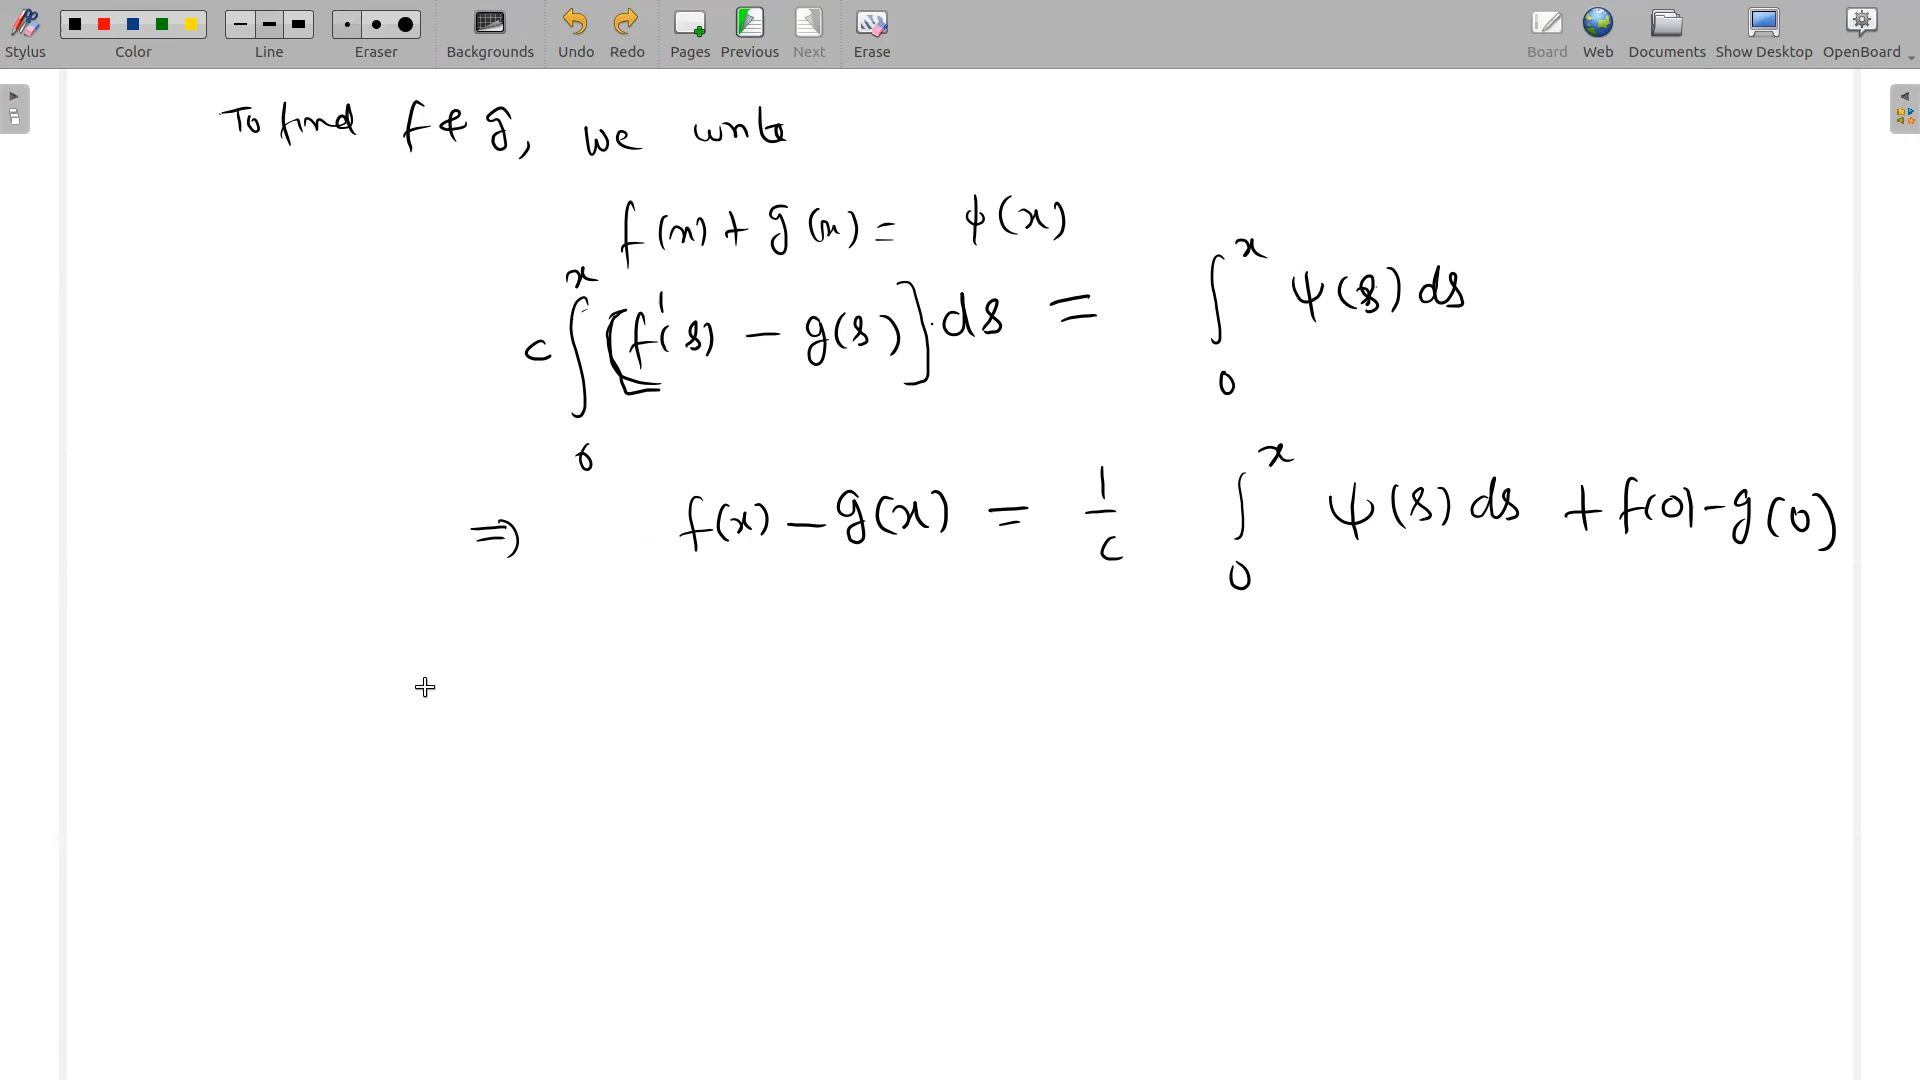 Stylus Color Line Eraser Backgrounds Undo Redo Pages Previous Next Erase Board Web Documents Show Desktop OpenBoard
To find f & g, we write
f(x) + g(x) = ϕ(x)
c ∫₀ˣ [f'(s) − g(s)] ds = ∫₀ˣ ψ(s) ds
⇒ f(x) − g(x) = 1/c ∫₀ˣ ψ(s) ds + f(0) − g(0)